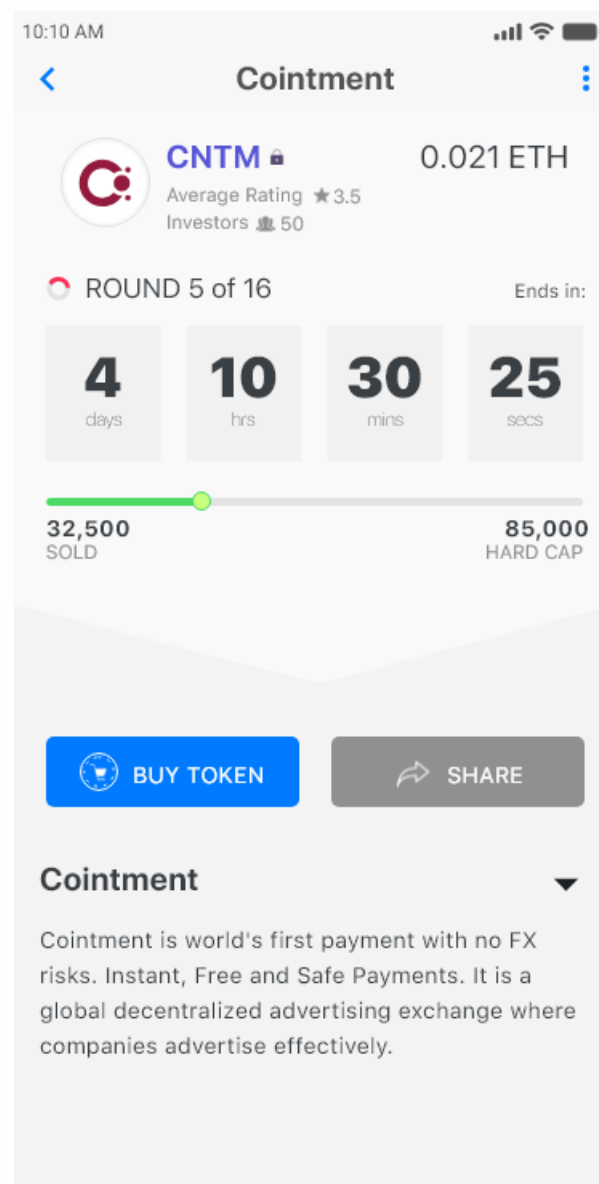 10:10 AM
Cointment
CNTM 0.021 ETH
Average Rating 3.5
Investors 50
ROUND 5 of 16 Ends in:
4 10 30 25
days hrs mins secs
32,500 85,000
SOLD HARD CAP
BUY TOKEN SHARE
Cointment
Cointment is world's first payment with no FX
risks. Instant, Free and Safe Payments. It is a
global decentralized advertising exchange where
companies advertise effectively.